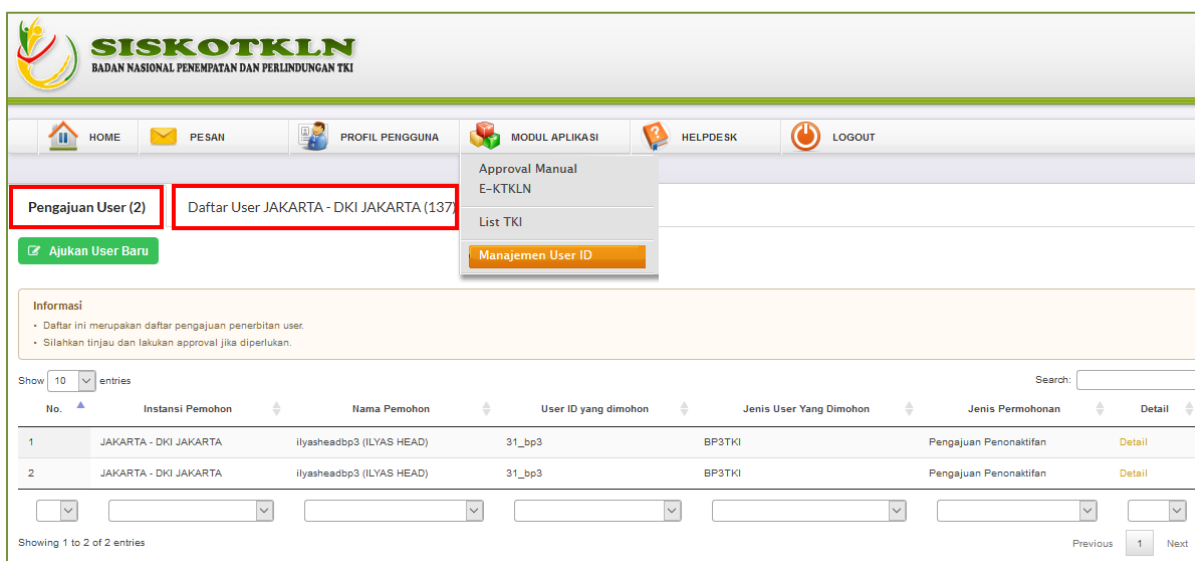 SISKOTKLN
BADAN NASIONAL PENEMPATAN DAN PERLINDUNGAN TKI
HOME PESAN PROFIL PENGGUNA MODUL APLIKASI HELPDESK LOGOUT
Approval Manual
E-KTKLN
List TKI
Manajemen User ID
Pengajuan User (2) Daftar User JAKARTA - DKI JAKARTA (137)
Ajukan User Baru
Informasi
• Daftar ini merupakan daftar pengajuan penerbitan user.
• Silahkan tinjau dan lakukan approval jika diperlukan.
Show 10 entries Search:
No. Instansi Pemohon Nama Pemohon User ID yang dimohon Jenis User Yang Dimohon Jenis Permohonan Detail
1 JAKARTA - DKI JAKARTA ilyasheadbp3 (ILYAS HEAD) 31_bp3 BP3TKI Pengajuan Penonaktifan Detail
2 JAKARTA - DKI JAKARTA ilyasheadbp3 (ILYAS HEAD) 31_bp3 BP3TKI Pengajuan Penonaktifan Detail
Showing 1 to 2 of 2 entries Previous 1 Next